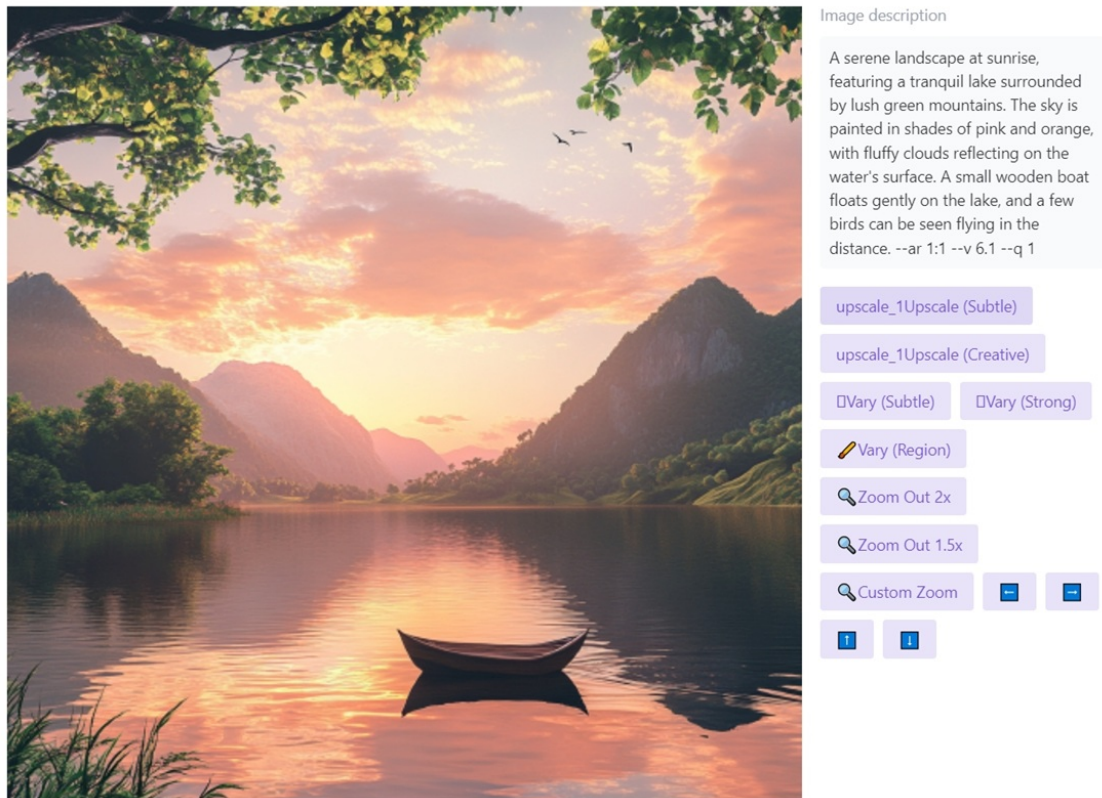 Image description
A serene landscape at sunrise,
featuring a tranquil lake surrounded
by lush green mountains. The sky is
painted in shades of pink and orange,
with fluffy clouds reflecting on the
water's surface. A small wooden boat
floats gently on the lake, and a few
birds can be seen flying in the
distance. --ar 1:1 --v 6.1 --q 1
upscale_1Upscale (Subtle)
upscale_1Upscale (Creative)
Vary (Subtle) Vary (Strong)
Vary (Region)
Zoom Out 2x
Zoom Out 1.5x
Custom Zoom